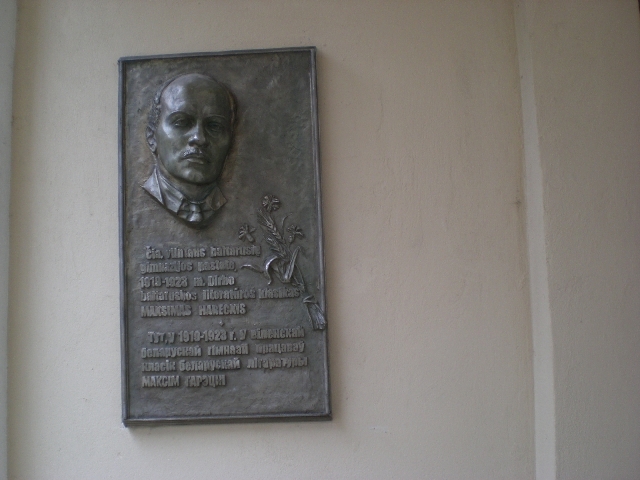 Čia, Vilniaus baltarusių
gimnazijos pastate,
1919-1923 m. Dirbo
baltarusios literatūros klasikas
MAKSIMAS HARECKIS
Тут, у 1919-1923 г. У віленскай
беларускай гімназіі працаваў
класік беларускай літаратуры
МАКСІМ ГАРЭЦКІ